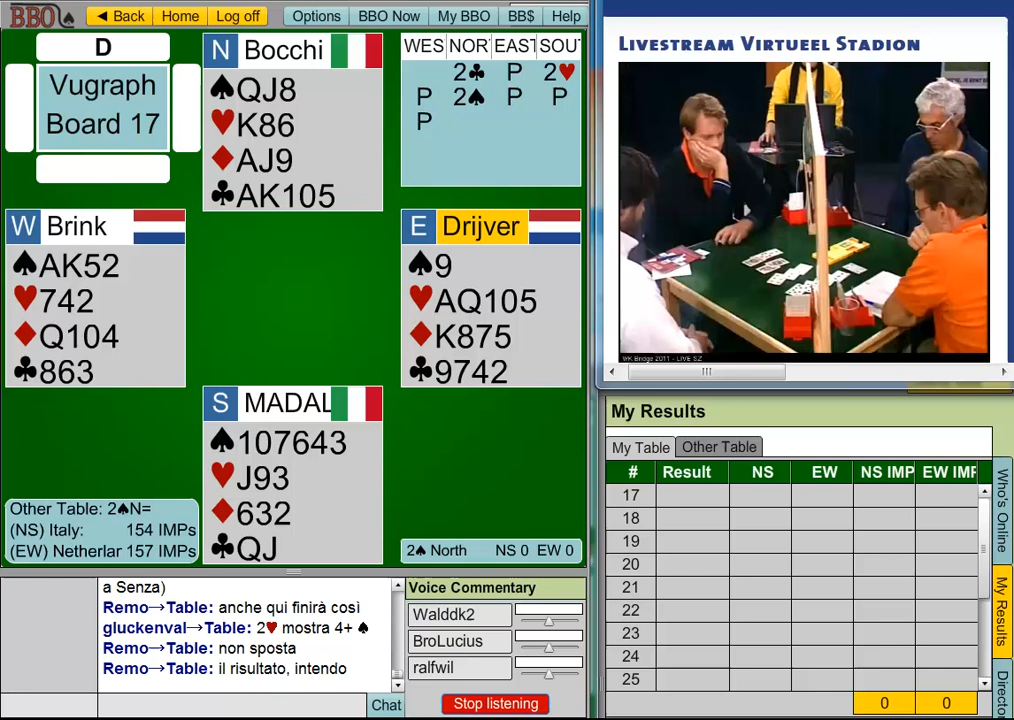 BBO Back Home Log off Options BBO Now My BBO BB$ Help
D
Vugraph
Board 17
N Bocchi
♠QJ8
♥K86
♦AJ9
♣AK105
WES NOR EAST SOU
2♣ P 2♥
P 2♠ P P
P
LIVESTREAM VIRTUEEL STADION
WK Bridge 2011 - LIVE SZ
W Brink
♠AK52
♥742
♦Q104
♣863
E Drijver
♠9
♥AQ105
♦K875
♣9742
S MADAL
♠107643
♥J93
♦632
♣QJ
Other Table: 2♠N=
(NS) Italy: 154 IMPs
(EW) Netherlar 157 IMPs
2♠ North NS 0 EW 0
a Senza)
Remo→Table: anche qui finirà così
gluckenval→Table: 2♥ mostra 4+ ♠
Remo→Table: non sposta
Remo→Table: il risultato, intendo
Chat
Voice Commentary
Walddk2
BroLucius
ralfwil
Stop listening
My Results
My Table Other Table
# Result NS EW NS IMP EW IMF
17
18
19
20
21
22
23
24
25
0 0
Who's Online
My Results
Director